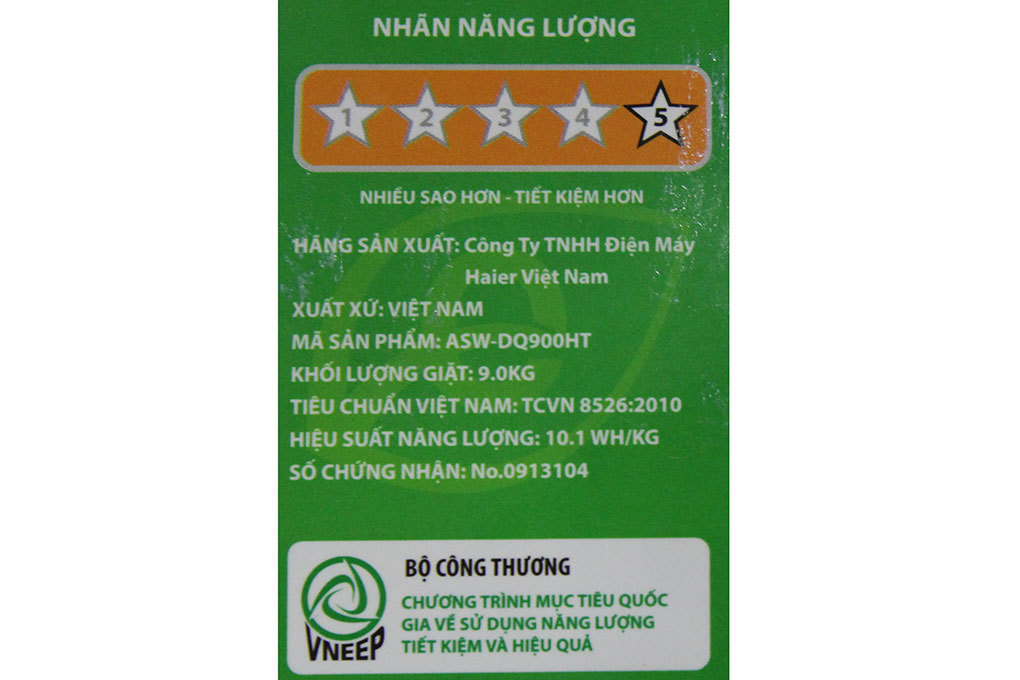 NHÃN NĂNG LƯỢNG
1 2 3 4 5
NHIỀU SAO HƠN - TIẾT KIỆM HƠN
HÃNG SẢN XUẤT: Công Ty TNHH Điện Máy
Haier Việt Nam
XUẤT XỨ: VIỆT NAM
MÃ SẢN PHẨM: ASW-DQ900HT
KHỐI LƯỢNG GIẶT: 9.0KG
TIÊU CHUẨN VIỆT NAM: TCVN 8526:2010
HIỆU SUẤT NĂNG LƯỢNG: 10.1 WH/KG
SỐ CHỨNG NHẬN: No.0913104
BỘ CÔNG THƯƠNG
CHƯƠNG TRÌNH MỤC TIÊU QUỐC
GIA VỀ SỬ DỤNG NĂNG LƯỢNG
TIẾT KIỆM VÀ HIỆU QUẢ
VNEEP